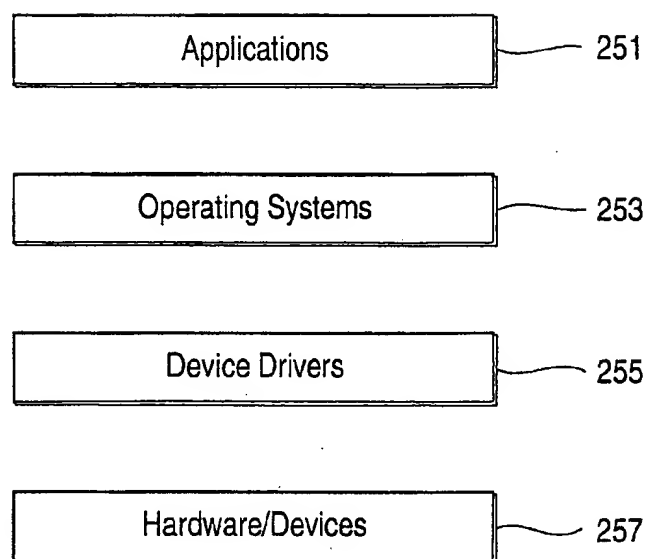 Applications 251
Operating Systems 253
Device Drivers 255
Hardware/Devices 257